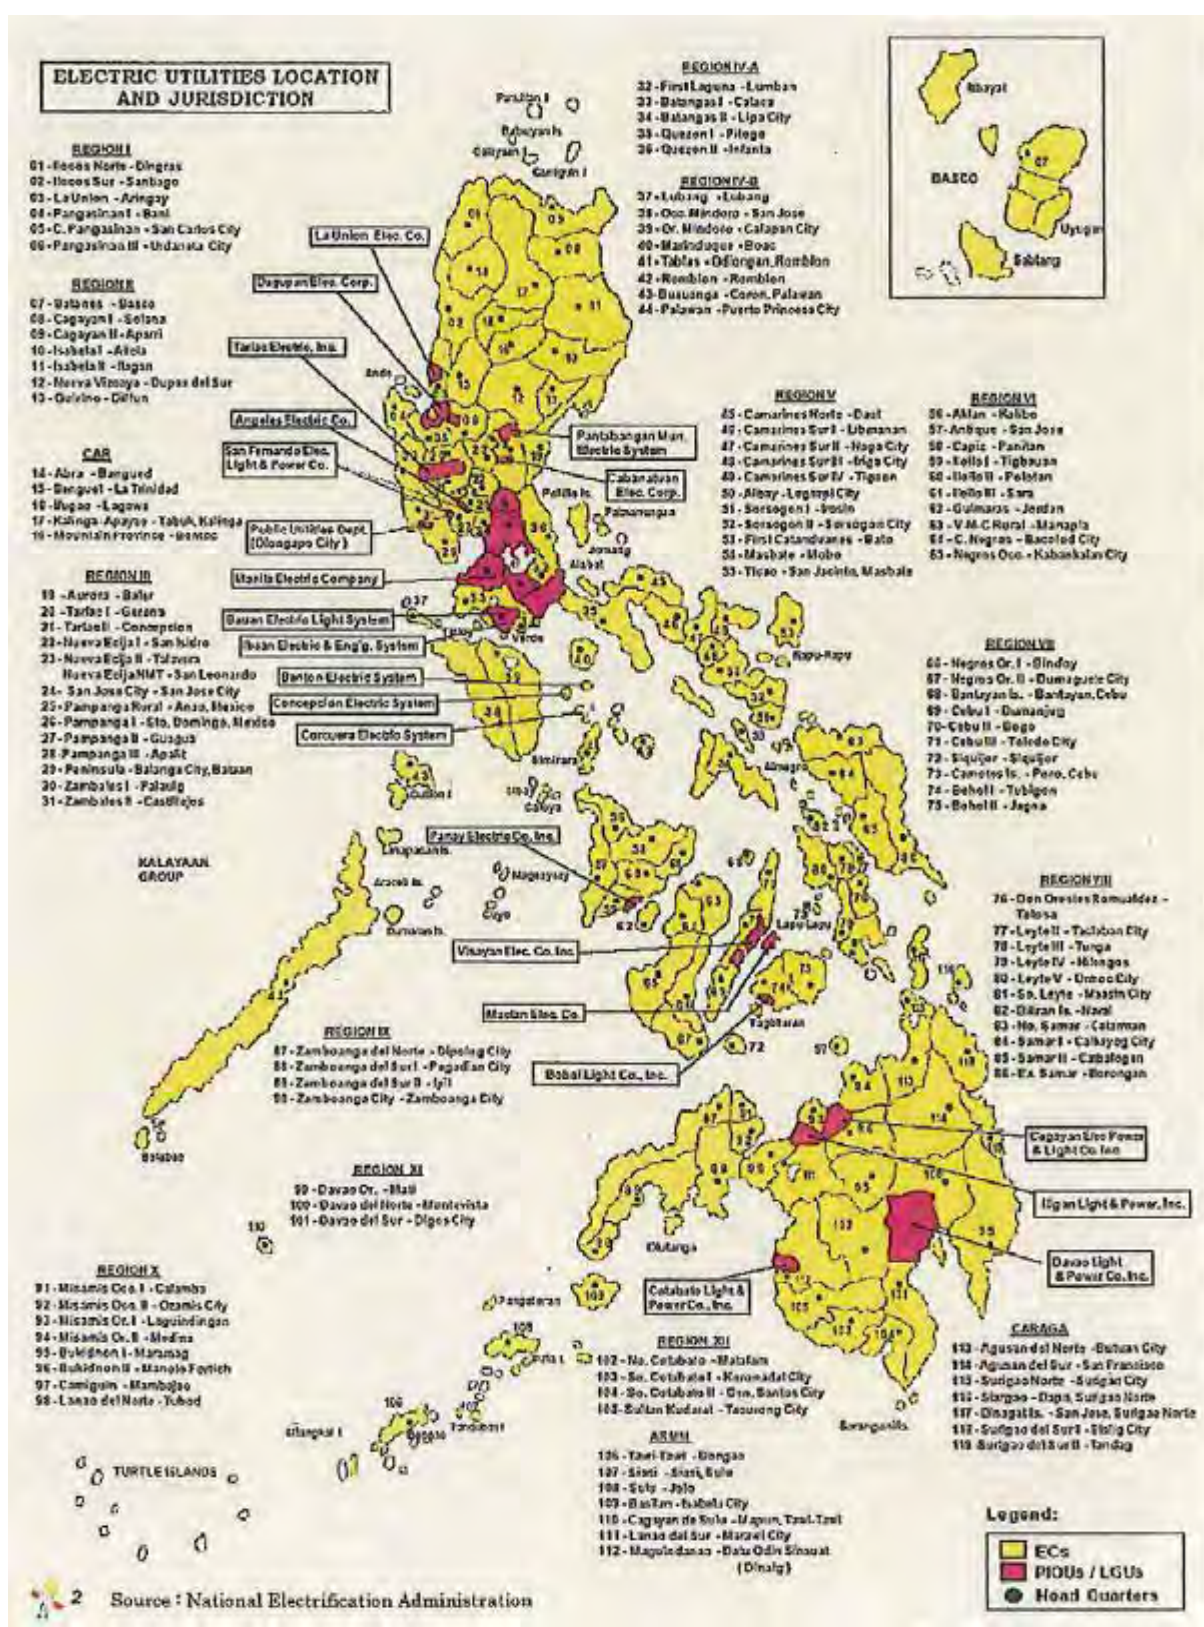 ELECTRIC UTILITIES LOCATION
AND JURISDICTION
REGION I
01 - Ilocos Norte - Dingras
02 - Ilocos Sur - Santiago
03 - La Union - Aringay
04 - Pangasinan I - Bani
05 - C. Pangasinan - San Carlos City
06 - Pangasinan III - Urdaneta City
REGION II
07 - Batanes - Basco
08 - Cagayan I - Solana
09 - Cagayan II - Aparri
10 - Isabela I - Alicia
11 - Isabela II - Ilagan
12 - Nueva Vizcaya - Dupax del Sur
13 - Quirino - Diffun
CAR
14 - Abra - Bangued
15 - Benguet - La Trinidad
16 - Ifugao - Lagawe
17 - Kalinga-Apayao - Tabuk, Kalinga
18 - Mountain Province - Bontoc
REGION III
19 - Aurora - Baler
20 - Tarlac I - Gerona
21 - Tarlac II - Concepcion
22 - Nueva Ecija I - San Isidro
23 - Nueva Ecija II - Talavera
Nueva Ecija NMT - San Leonardo
24 - San Jose City - San Jose City
25 - Pampanga Rural - Anao, Mexico
26 - Pampanga I - Sto. Domingo, Mexico
27 - Pampanga II - Guagua
28 - Pampanga III - Apalit
29 - Peninsula - Balanga City, Bataan
30 - Zambales I - Palauig
31 - Zambales II - Castillejos
REGION IV-A
32 - First Laguna - Lumban
33 - Batangas I - Calaca
34 - Batangas II - Lipa City
35 - Quezon I - Pitogo
36 - Quezon II - Infanta
REGION IV-B
37 - Lubang - Lubang
38 - Occ. Mindoro - San Jose
39 - Or. Mindoro - Calapan City
40 - Marinduque - Boac
41 - Tablas - Odiongan, Romblon
42 - Romblon - Romblon
43 - Busuanga - Coron, Palawan
44 - Palawan - Puerto Princesa City
REGION V
45 - Camarines Norte - Daet
46 - Camarines Sur I - Libmanan
47 - Camarines Sur II - Naga City
48 - Camarines Sur III - Iriga City
49 - Camarines Sur IV - Tigaon
50 - Albay - Legaspi City
51 - Sorsogon I - Irosin
52 - Sorsogon II - Sorsogon City
53 - First Catanduanes - Bato
54 - Masbate - Mobo
55 - Ticao - San Jacinto, Masbate
REGION VI
56 - Aklan - Kalibo
57 - Antique - San Jose
58 - Capiz - Panitan
59 - Iloilo I - Tigbauan
60 - Iloilo II - Pototan
61 - Iloilo III - Sara
62 - Guimaras - Jordan
63 - V-M-C Rural - Manapla
64 - C. Negros - Bacolod City
65 - Negros Occ. - Kabankalan City
REGION VII
66 - Negros Or. I - Bindoy
67 - Negros Or. II - Dumaguete City
68 - Bantayan Is. - Bantayan, Cebu
69 - Cebu I - Dumanjug
70 - Cebu II - Bogo
71 - Cebu III - Toledo City
72 - Siquijor - Siquijor
73 - Camotes Is. - Poro, Cebu
74 - Bohol I - Tubigon
75 - Bohol II - Jagna
REGION VIII
76 - Don Orestes Romualdez -
Tolosa
77 - Leyte II - Tacloban City
78 - Leyte III - Tunga
79 - Leyte IV - Hilongos
80 - Leyte V - Ormoc City
81 - So. Leyte - Maasin City
82 - Biliran Is. - Naval
83 - No. Samar - Catarman
84 - Samar I - Calbayog City
85 - Samar II - Catbalogan
86 - Ea. Samar - Borongan
REGION IX
87 - Zamboanga del Norte - Dipolog City
88 - Zamboanga del Sur I - Pagadian City
89 - Zamboanga del Sur II - Ipil
90 - Zamboanga City - Zamboanga City
REGION X
91 - Misamis Occ. I - Calamba
92 - Misamis Occ. II - Ozamis City
93 - Misamis Or. I - Laguindingan
94 - Misamis Or. II - Medina
95 - Bukidnon I - Maramag
96 - Bukidnon II - Manolo Fortich
97 - Camiguin - Mambajao
98 - Lanao del Norte - Tubod
REGION XI
99 - Davao Or. - Mati
100 - Davao del Norte - Montevista
101 - Davao del Sur - Digos City
REGION XII
102 - No. Cotabato - Matalam
103 - So. Cotabato I - Koronadal City
104 - So. Cotabato II - Gen. Santos City
105 - Sultan Kudarat - Tacurong City
ARMM
106 - Tawi-Tawi - Bongao
107 - Siasi - Siasi, Sulu
108 - Sulu - Jolo
109 - Basilan - Isabela City
110 - Cagayan de Sulu - Mapun, Tawi-Tawi
111 - Lanao del Sur - Marawi City
112 - Maguindanao - Datu Odin Sinsuat
(Dinaig)
CARAGA
113 - Agusan del Norte - Butuan City
114 - Agusan del Sur - San Francisco
115 - Surigao Norte - Surigao City
116 - Siargao - Dapa, Surigao Norte
117 - Dinagat Is. - San Jose, Surigao Norte
118 - Surigao del Sur I - Bislig City
119 - Surigao del Sur II - Tandag
La Union Elec. Co.
Dagupan Elec. Corp.
Tarlac Electric, Inc.
Angeles Electric Co.
San Fernando Elec.
Light & Power Co.
Public Utilities Dept.
(Olongapo City)
Manila Electric Company
Bauan Electric Light System
Ibaan Electric & Eng'g. System
Banton Electric System
Concepcion Electric System
Corcuera Electric System
Pantabangan Mun.
Electric System
Cabanatuan
Elec. Corp.
Panay Electric Co., Inc.
Visayan Elec. Co., Inc.
Mactan Elec. Co.
Bohol Light Co., Inc.
Cagayan Elec Power
& Light Co. Inc.
Iligan Light & Power, Inc.
Davao Light
& Power Co. Inc.
Cotabato Light &
Power Co., Inc.
Itbayat
BASCO
Uyugan
Sabtang
Babuyan Is.
Calayan I
Camiguin I
Polillo Is.
Patnanungan
Jomalig
Alabat
Verde
Rapu-Rapu
Semirara
Almagro
Culion I
Caluya
KALAYAAN
GROUP
Linapacan Is.
Araceli Is.
Dumaran Is.
Cuyo
Magsaysay
Lapu-Lapu
Tagbilaran
Balabac
Olutanga
Pangutaran
Sarangani Is.
TURTLE ISLANDS
Legend:
ECs
PIOUs / LGUs
Head Quarters
2 Source : National Electrification Administration